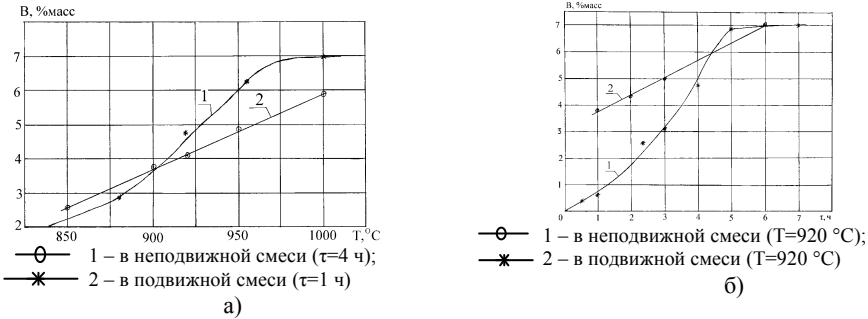 В, %масс
7
6
5
4
3
2
1
2
850 900 950 1000 Т,°С
1 – в неподвижной смеси (τ=4 ч);
2 – в подвижной смеси (τ=1 ч)
а)
В, %масс
7
6
5
4
3
2
1
0
2
1
1 2 3 4 5 6 7 τ, ч
1 – в неподвижной смеси (Т=920 °С);
2 – в подвижной смеси (Т=920 °С)
б)